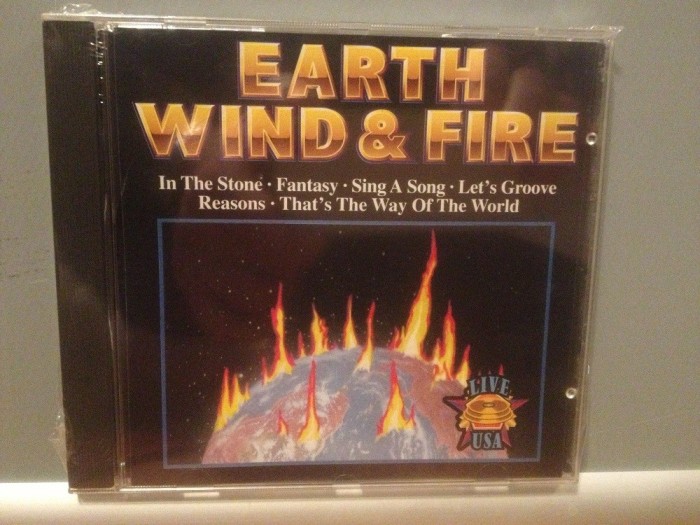 EARTH
WIND & FIRE
In The Stone · Fantasy · Sing A Song · Let's Groove
Reasons · That's The Way Of The World
LIVE
USA